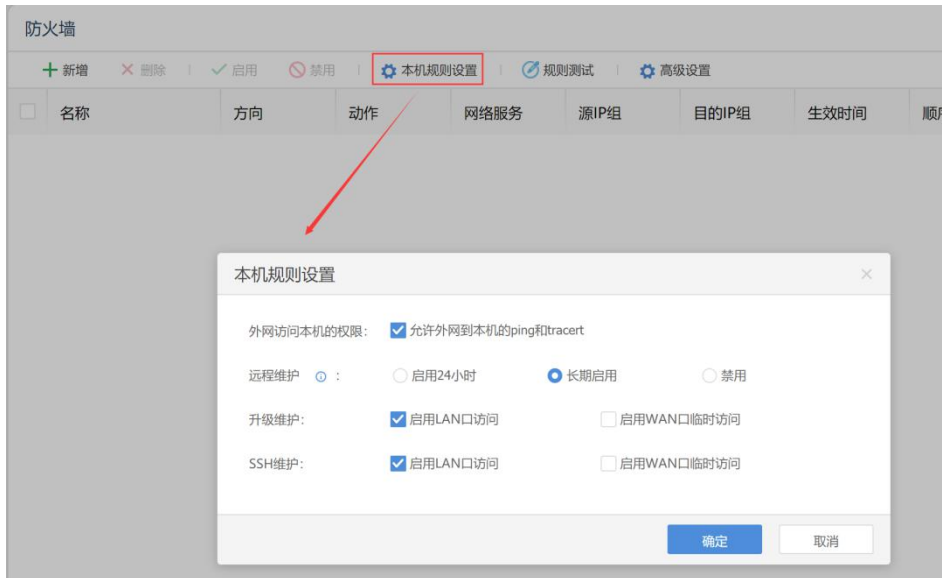 防火墙
新增 删除 启用 禁用 本机规则设置 规则测试 高级设置
名称 方向 动作 网络服务 源IP组 目的IP组 生效时间
本机规则设置
外网访问本机的权限: 允许外网到本机的ping和tracert
远程维护 : 启用24小时 长期启用 禁用
升级维护: 启用LAN口访问 启用WAN口临时访问
SSH维护: 启用LAN口访问 启用WAN口临时访问
确定 取消